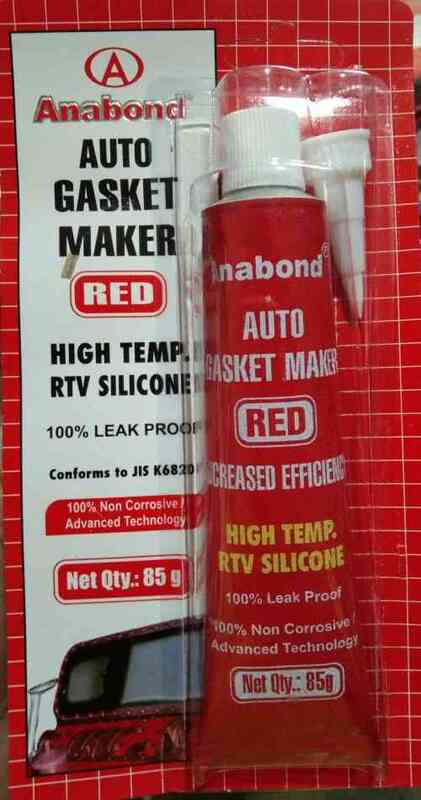 A
Anabond
AUTO
GASKET
MAKER
RED
HIGH TEMP.
RTV SILICONE
100% LEAK PROOF
Conforms to JIS K6820
100% Non Corrosive /
Advanced Technology
Net Qty.: 85 g
Anabond®
AUTO
GASKET MAKER
RED
INCREASED EFFICIENCY
HIGH TEMP.
RTV SILICONE
100% Leak Proof
100% Non Corrosive /
Advanced Technology
Net Qty.: 85g